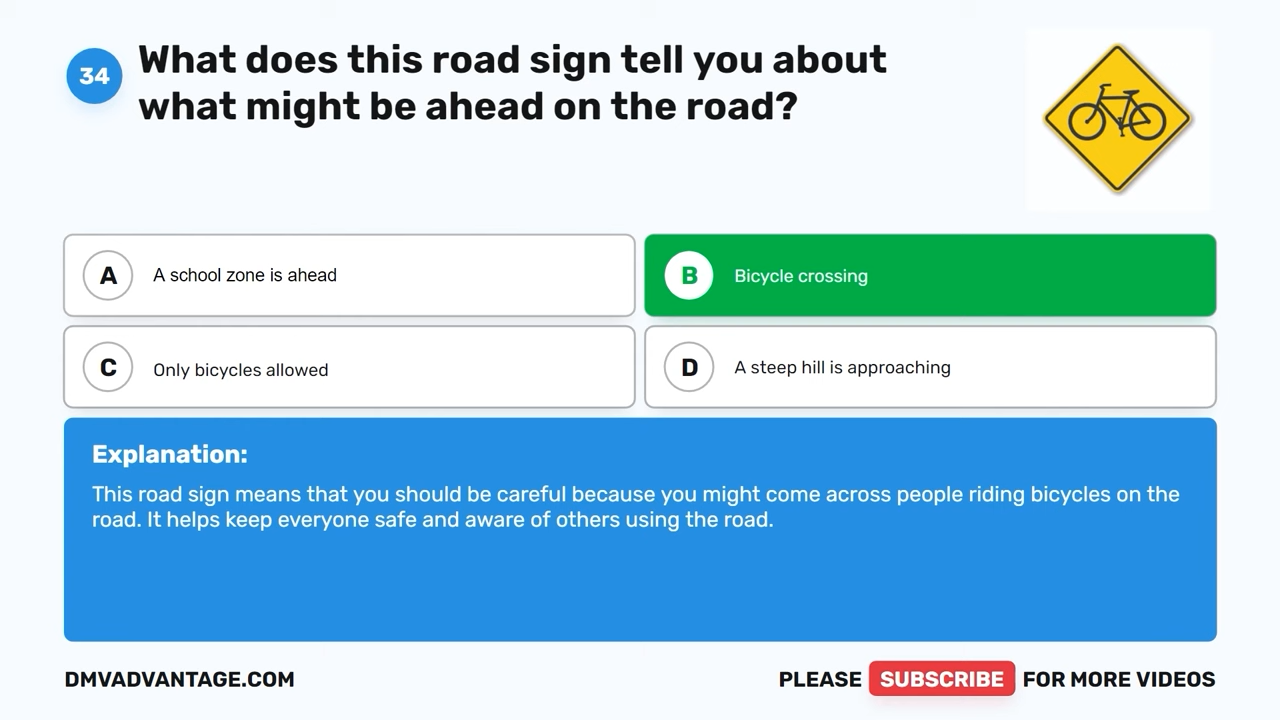 34
What does this road sign tell you about
what might be ahead on the road?
A
A school zone is ahead
B
Bicycle crossing
C
Only bicycles allowed
D
A steep hill is approaching
Explanation:
This road sign means that you should be careful because you might come across people riding bicycles on the
road. It helps keep everyone safe and aware of others using the road.
DMVADVANTAGE.COM
PLEASE SUBSCRIBE FOR MORE VIDEOS